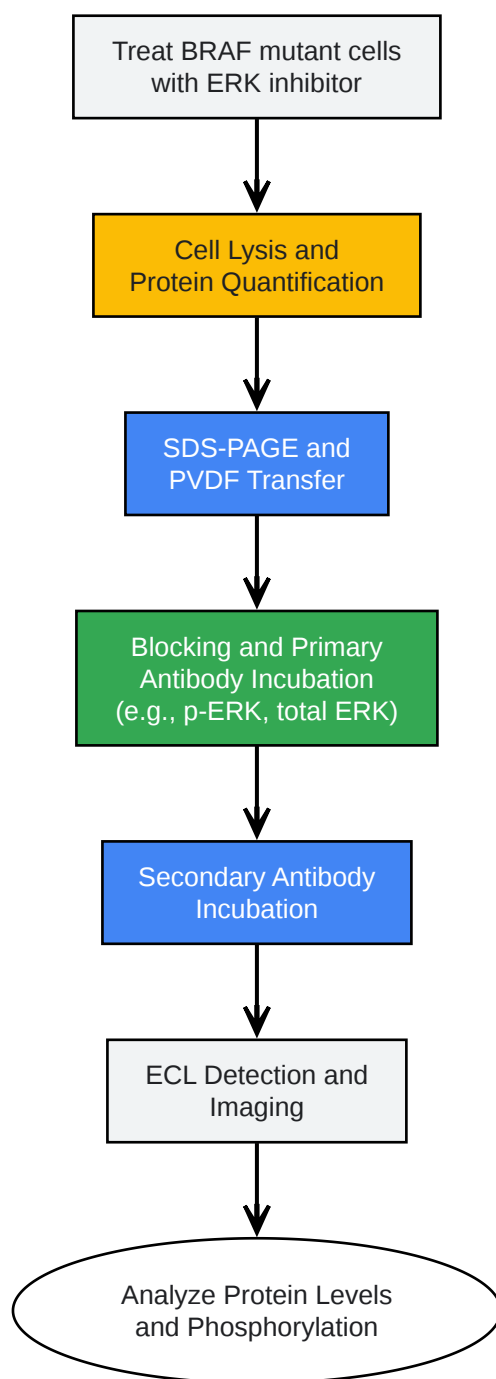 Treat BRAF mutant cells
with ERK inhibitor
Cell Lysis and
Protein Quantification
SDS-PAGE and
PVDF Transfer
Blocking and Primary
Antibody Incubation
(e.g., p-ERK, total ERK)
Secondary Antibody
Incubation
ECL Detection and
Imaging
Analyze Protein Levels
and Phosphorylation